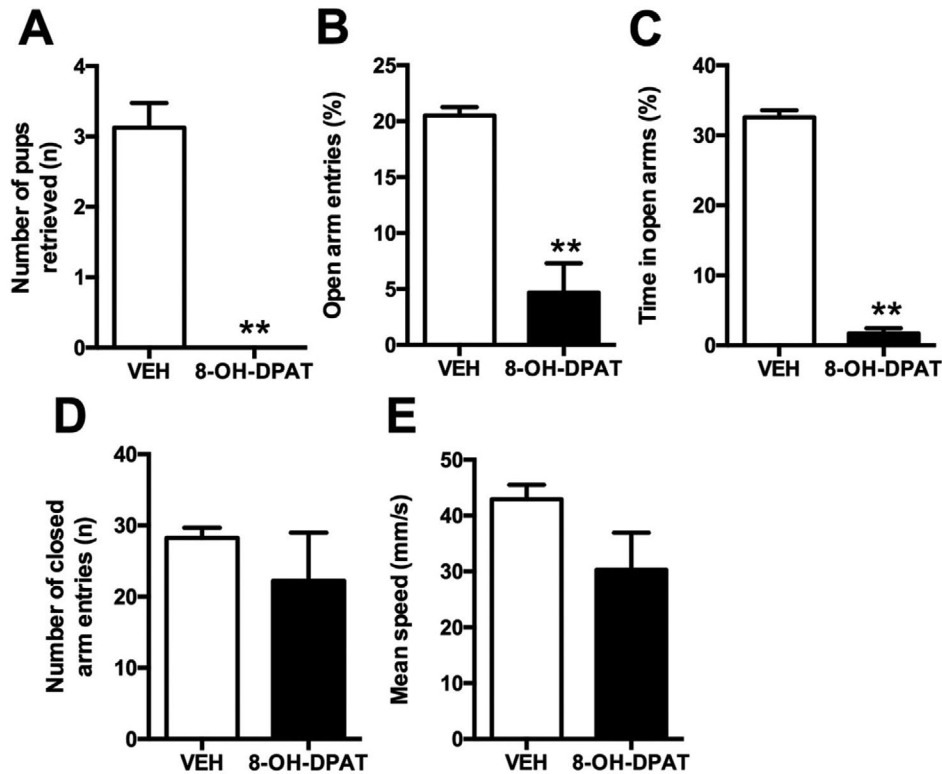 A
Number of pups
retrieved (n)
4
3
2
1
0
**
VEH
8-OH-DPAT
B
Open arm entries (%)
25
20
15
10
5
0
**
VEH
8-OH-DPAT
C
Time in open arms (%)
40
30
20
10
0
**
VEH
8-OH-DPAT
D
Number of closed
arm entries (n)
40
30
20
10
0
VEH
8-OH-DPAT
E
Mean speed (mm/s)
50
40
30
20
10
0
VEH
8-OH-DPAT